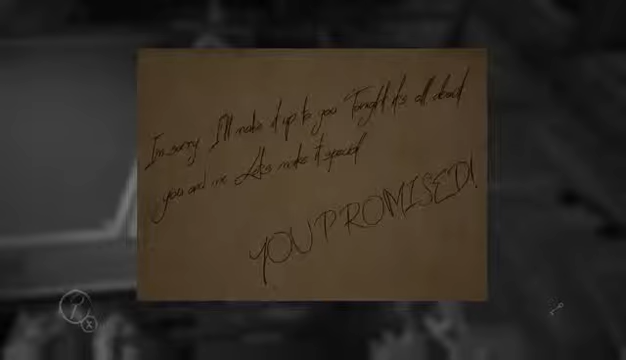 I'm sorry I'll make it up to you Tonight it's all about
you and me Let's make it special
YOU PROMISED!
X